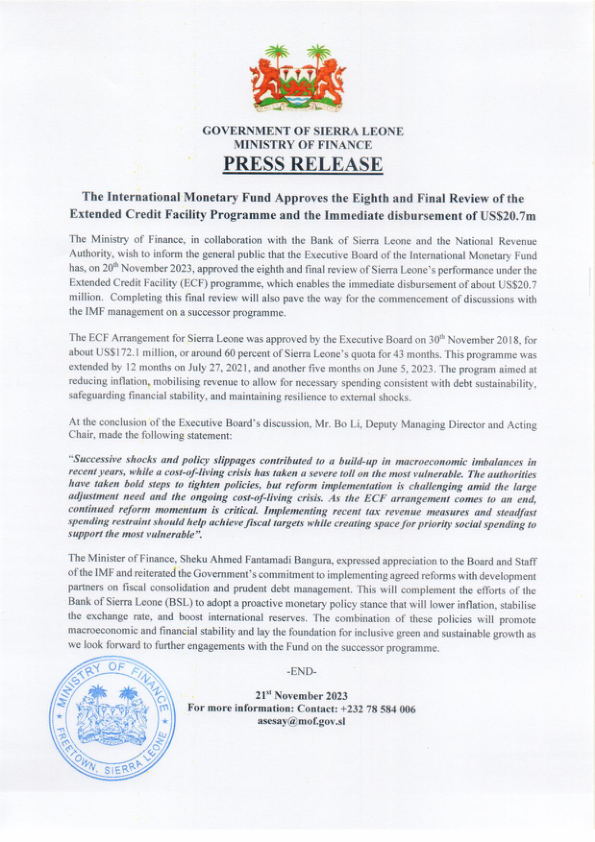 GOVERNMENT OF SIERRA LEONE
MINISTRY OF FINANCE
PRESS RELEASE
The International Monetary Fund Approves the Eighth and Final Review of the
Extended Credit Facility Programme and the Immediate disbursement of US$20.7m
The Ministry of Finance, in collaboration with the Bank of Sierra Leone and the National Revenue
Authority, wish to inform the general public that the Executive Board of the International Monetary Fund
has, on 20th November 2023, approved the eighth and final review of Sierra Leone's performance under the
Extended Credit Facility (ECF) programme, which enables the immediate disbursement of about US$20.7
million. Completing this final review will also pave the way for the commencement of discussions with
the IMF management on a successor programme.
The ECF Arrangement for Sierra Leone was approved by the Executive Board on 30th November 2018, for
about US$172.1 million, or around 60 percent of Sierra Leone's quota for 43 months. This programme was
extended by 12 months on July 27, 2021, and another five months on June 5, 2023. The program aimed at
reducing inflation, mobilising revenue to allow for necessary spending consistent with debt sustainability,
safeguarding financial stability, and maintaining resilience to external shocks.
At the conclusion of the Executive Board's discussion, Mr. Bo Li, Deputy Managing Director and Acting
Chair, made the following statement:
"Successive shocks and policy slippages contributed to a build-up in macroeconomic imbalances in
recent years, while a cost-of-living crisis has taken a severe toll on the most vulnerable. The authorities
have taken bold steps to tighten policies, but reform implementation is challenging amid the large
adjustment need and the ongoing cost-of-living crisis. As the ECF arrangement comes to an end,
continued reform momentum is critical. Implementing recent tax revenue measures and steadfast
spending restraint should help achieve fiscal targets while creating space for priority social spending to
support the most vulnerable".
The Minister of Finance, Sheku Ahmed Fantamadi Bangura, expressed appreciation to the Board and Staff
of the IMF and reiterated the Government's commitment to implementing agreed reforms with development
partners on fiscal consolidation and prudent debt management. This will complement the efforts of the
Bank of Sierra Leone (BSL) to adopt a proactive monetary policy stance that will lower inflation, stabilise
the exchange rate, and boost international reserves. The combination of these policies will promote
macroeconomic and financial stability and lay the foundation for inclusive green and sustainable growth as
we look forward to further engagements with the Fund on the successor programme.
-END-
21st November 2023
For more information: Contact: +232 78 584 006
asesay@mof.gov.sl
MINISTRY OF FINANCE
FREETOWN, SIERRA LEONE